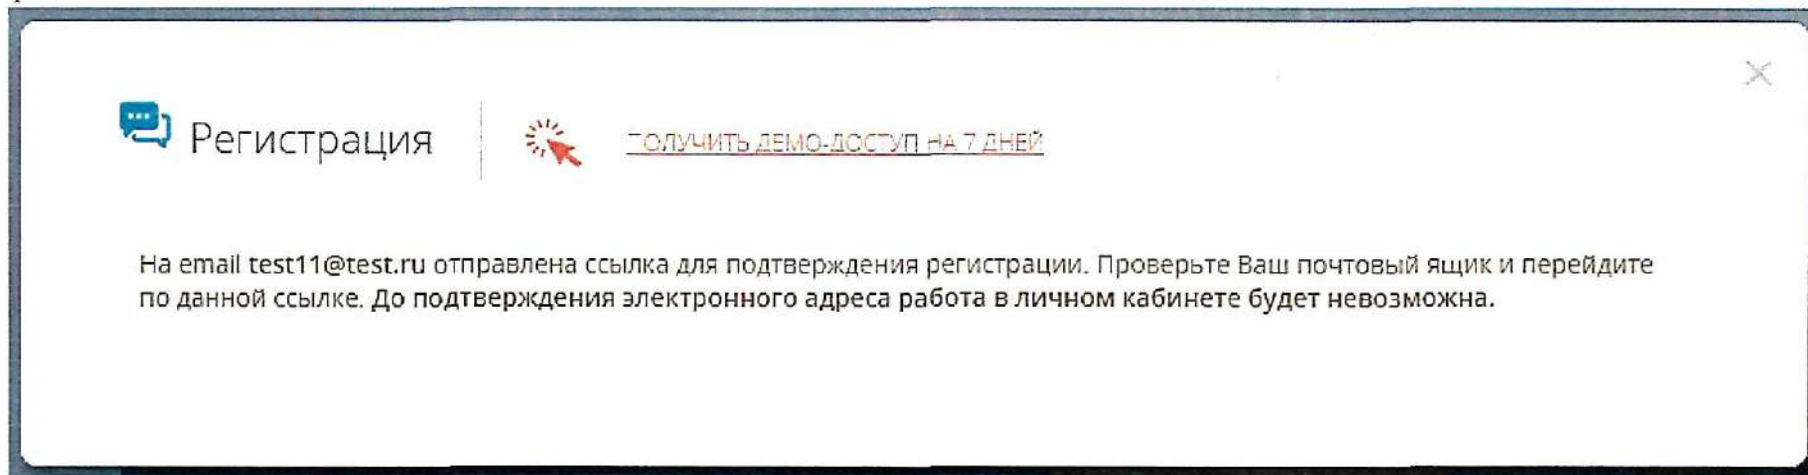 Регистрация
ПОЛУЧИТЬ ДЕМО-ДОСТУП НА 7 ДНЕЙ
На email test11@test.ru отправлена ссылка для подтверждения регистрации. Проверьте Ваш почтовый ящик и перейдите
по данной ссылке. До подтверждения электронного адреса работа в личном кабинете будет невозможна.